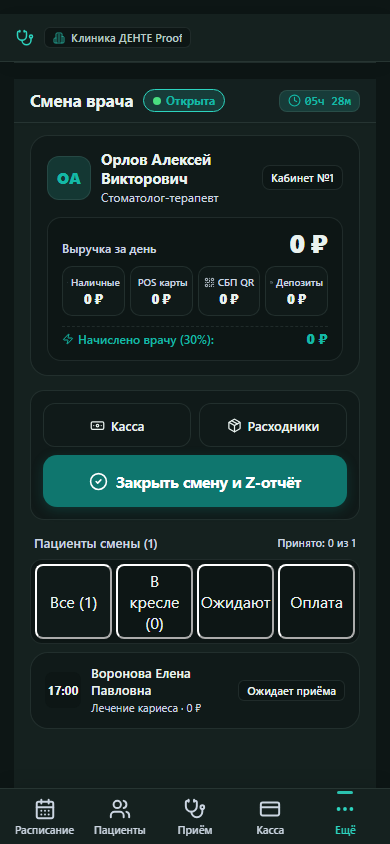 Клиника ДЕНТЕ Proof
Смена врача
Открыта
05ч 28м
ОА
Орлов Алексей
Викторович
Стоматолог-терапевт
Кабинет №1
Выручка за день
0 ₽
Наличные
0 ₽
POS карты
0 ₽
СБП QR
0 ₽
Депозиты
0 ₽
Начислено врачу (30%):
0 ₽
Касса
Расходники
Закрыть смену и Z-отчёт
Пациенты смены (1)
Принято: 0 из 1
Все (1)
В
кресле
(0)
Ожидают
Оплата
17:00
Воронова Елена
Павловна
Лечение кариеса · 0 ₽
Ожидает приёма
Расписание
Пациенты
Приём
Касса
Ещё